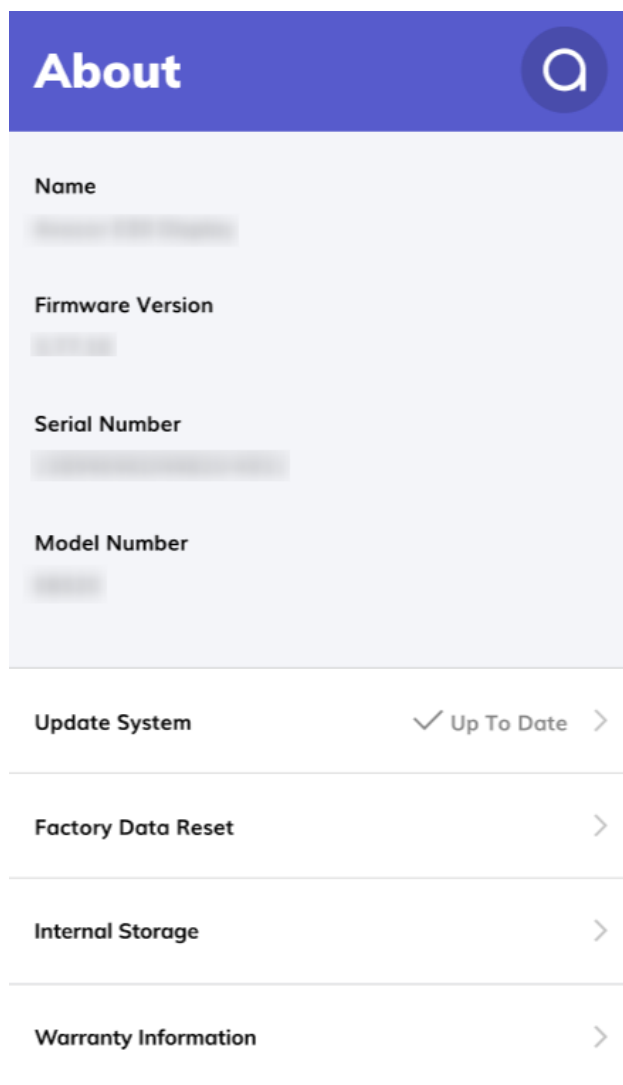 About
Name
Firmware Version
Serial Number
Model Number
Update System
Up To Date
Factory Data Reset
Internal Storage
Warranty Information